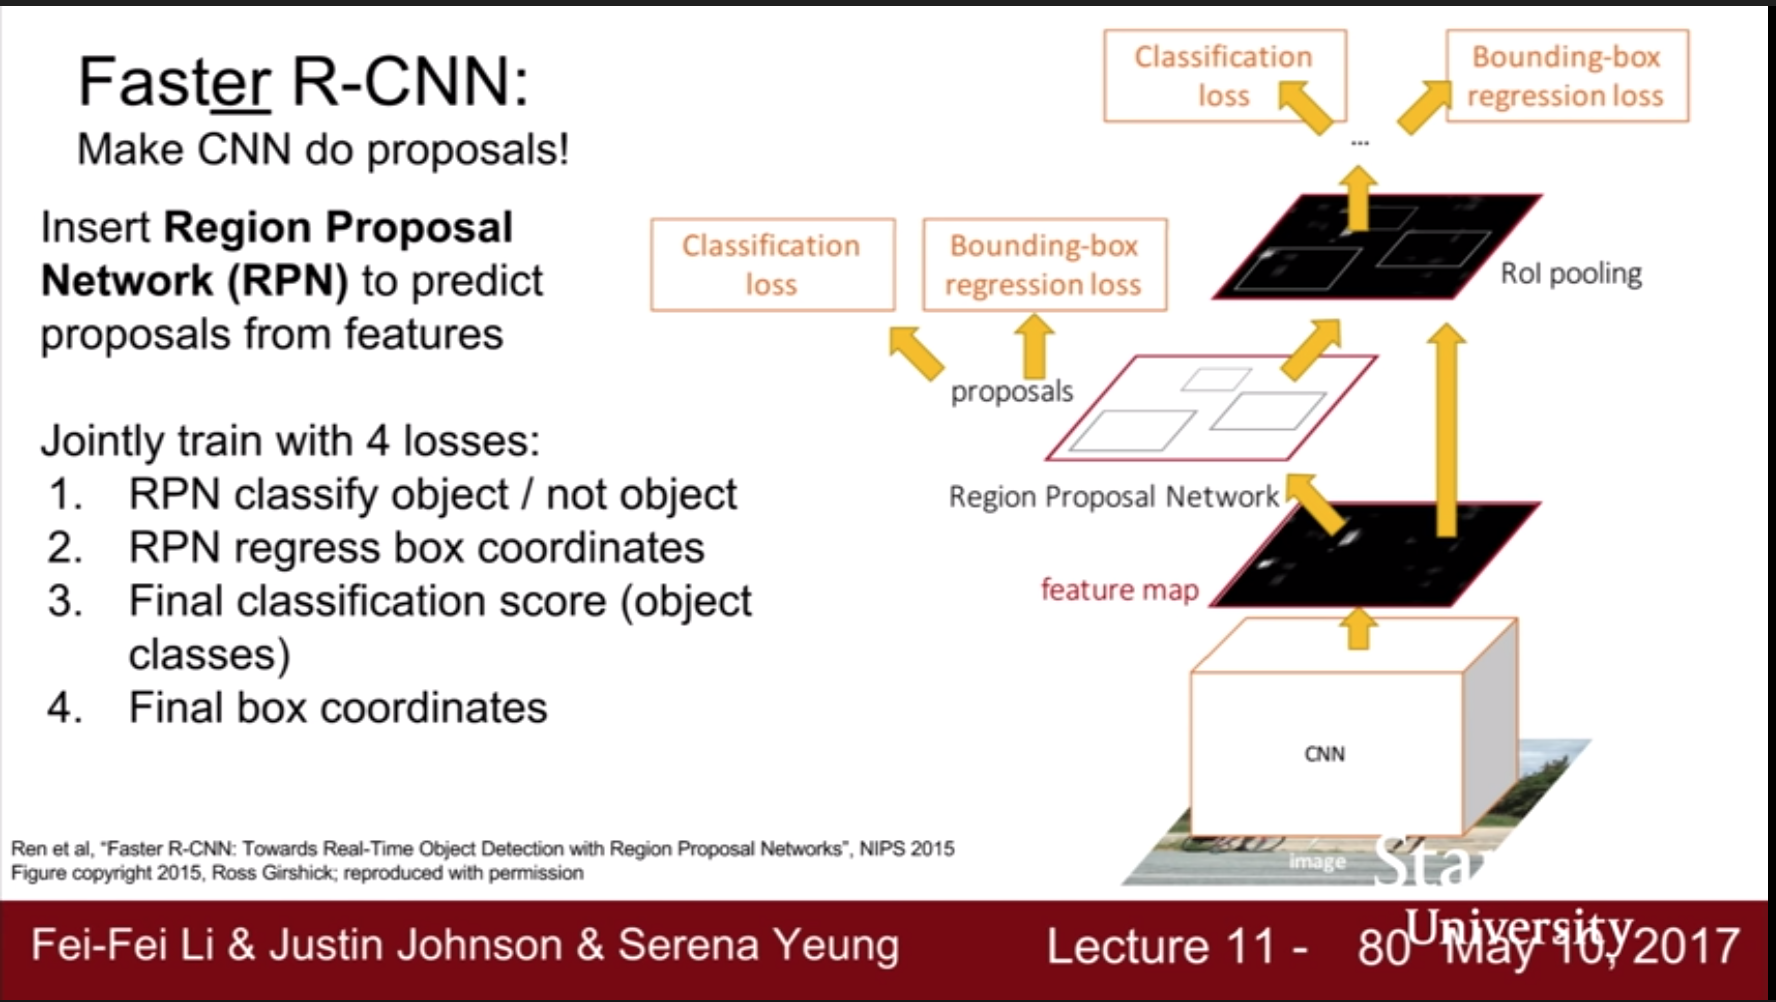 Faster R-CNN:
Make CNN do proposals!
Insert Region Proposal
Network (RPN) to predict
proposals from features
Jointly train with 4 losses:
1. RPN classify object / not object
2. RPN regress box coordinates
3. Final classification score (object
classes)
4. Final box coordinates
Classification
loss
Bounding-box
regression loss
...
RoI pooling
Classification
loss
Bounding-box
regression loss
proposals
Region Proposal Network
feature map
CNN
image
Ren et al, “Faster R-CNN: Towards Real-Time Object Detection with Region Proposal Networks”, NIPS 2015
Figure copyright 2015, Ross Girshick; reproduced with permission
Fei-Fei Li & Justin Johnson & Serena Yeung
Lecture 11 - 80 May 10, 2017
University